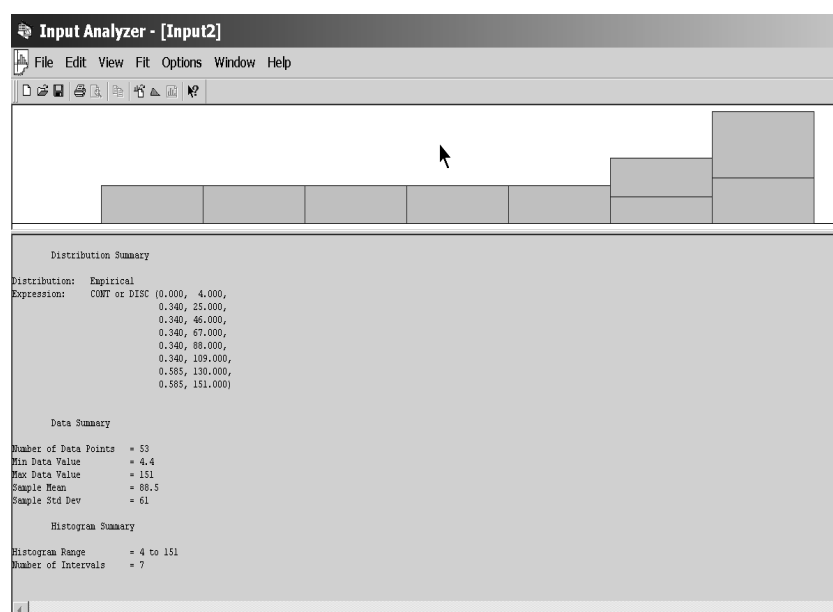 Input Analyzer - [Input2]
File Edit View Fit Options Window Help
Distribution Summary
Distribution: Empirical
Expression: CONT or DISC (0.000, 4.000,
0.340, 25.000,
0.340, 46.000,
0.340, 67.000,
0.340, 88.000,
0.340, 109.000,
0.585, 130.000,
0.585, 151.000)
Data Summary
Number of Data Points = 53
Min Data Value = 4.4
Max Data Value = 151
Sample Mean = 88.5
Sample Std Dev = 61
Histogram Summary
Histogram Range = 4 to 151
Number of Intervals = 7